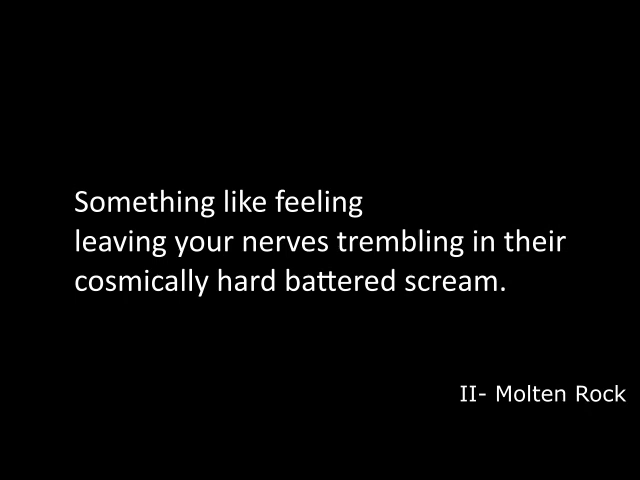 Something like feeling
leaving your nerves trembling in their
cosmically hard battered scream.
II- Molten Rock